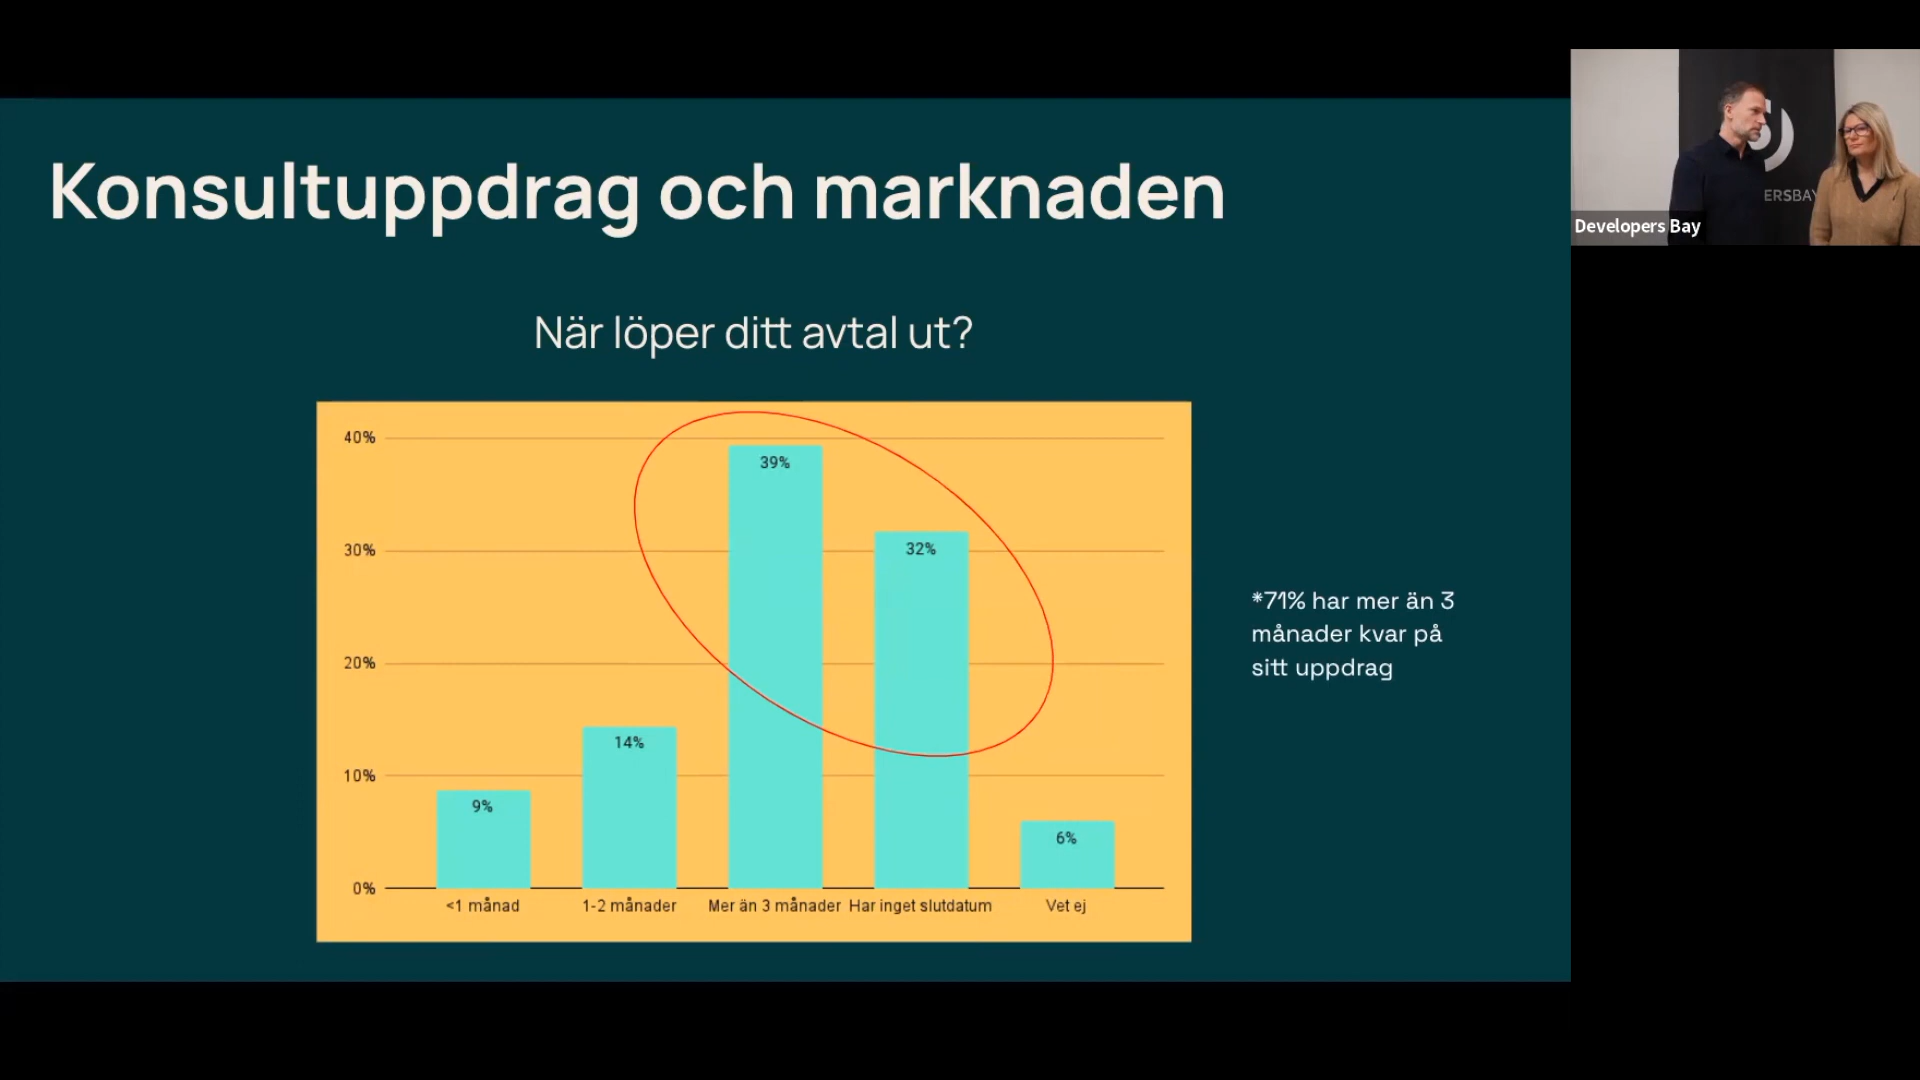 Konsultuppdrag och marknaden
När löper ditt avtal ut?
40%
30%
20%
10%
0%
9%
14%
39%
32%
6%
<1 månad
1-2 månader
Mer än 3 månader
Har inget slutdatum
Vet ej
*71% har mer än 3
månader kvar på
sitt uppdrag
ERSBAY
Developers Bay